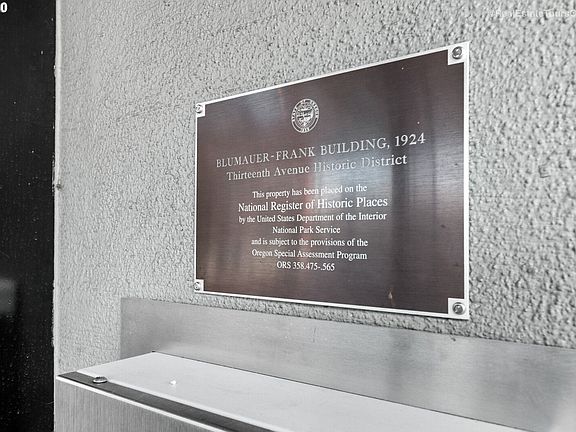 BLUMAUER-FRANK BUILDING, 1924
Thirteenth Avenue Historic District
This property has been placed on the
National Register of Historic Places
by the United States Department of the Interior
National Park Service
and is subject to the provisions of the
Oregon Special Assessment Program
ORS 358.475-.565